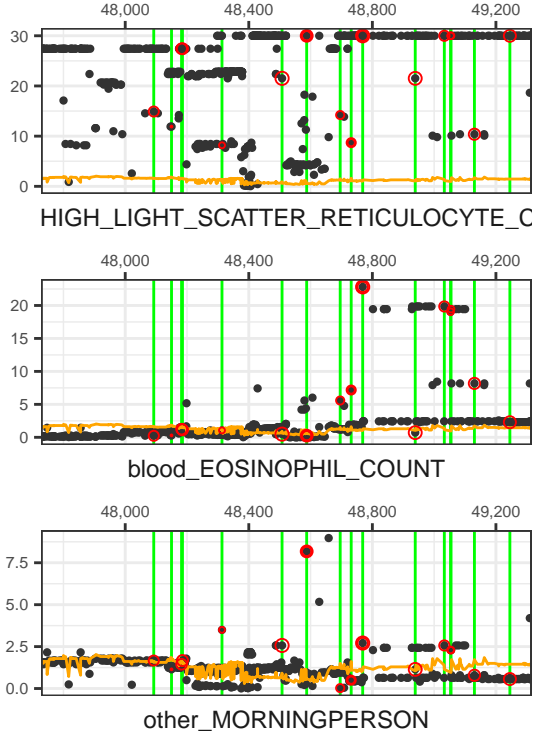 48,000 48,400 48,800 49,200
30
20
10
0
HIGH_LIGHT_SCATTER_RETICULOCYTE_C
48,000 48,400 48,800 49,200
20
15
10
5
0
blood_EOSINOPHIL_COUNT
48,000 48,400 48,800 49,200
7.5
5.0
2.5
0.0
other_MORNINGPERSON